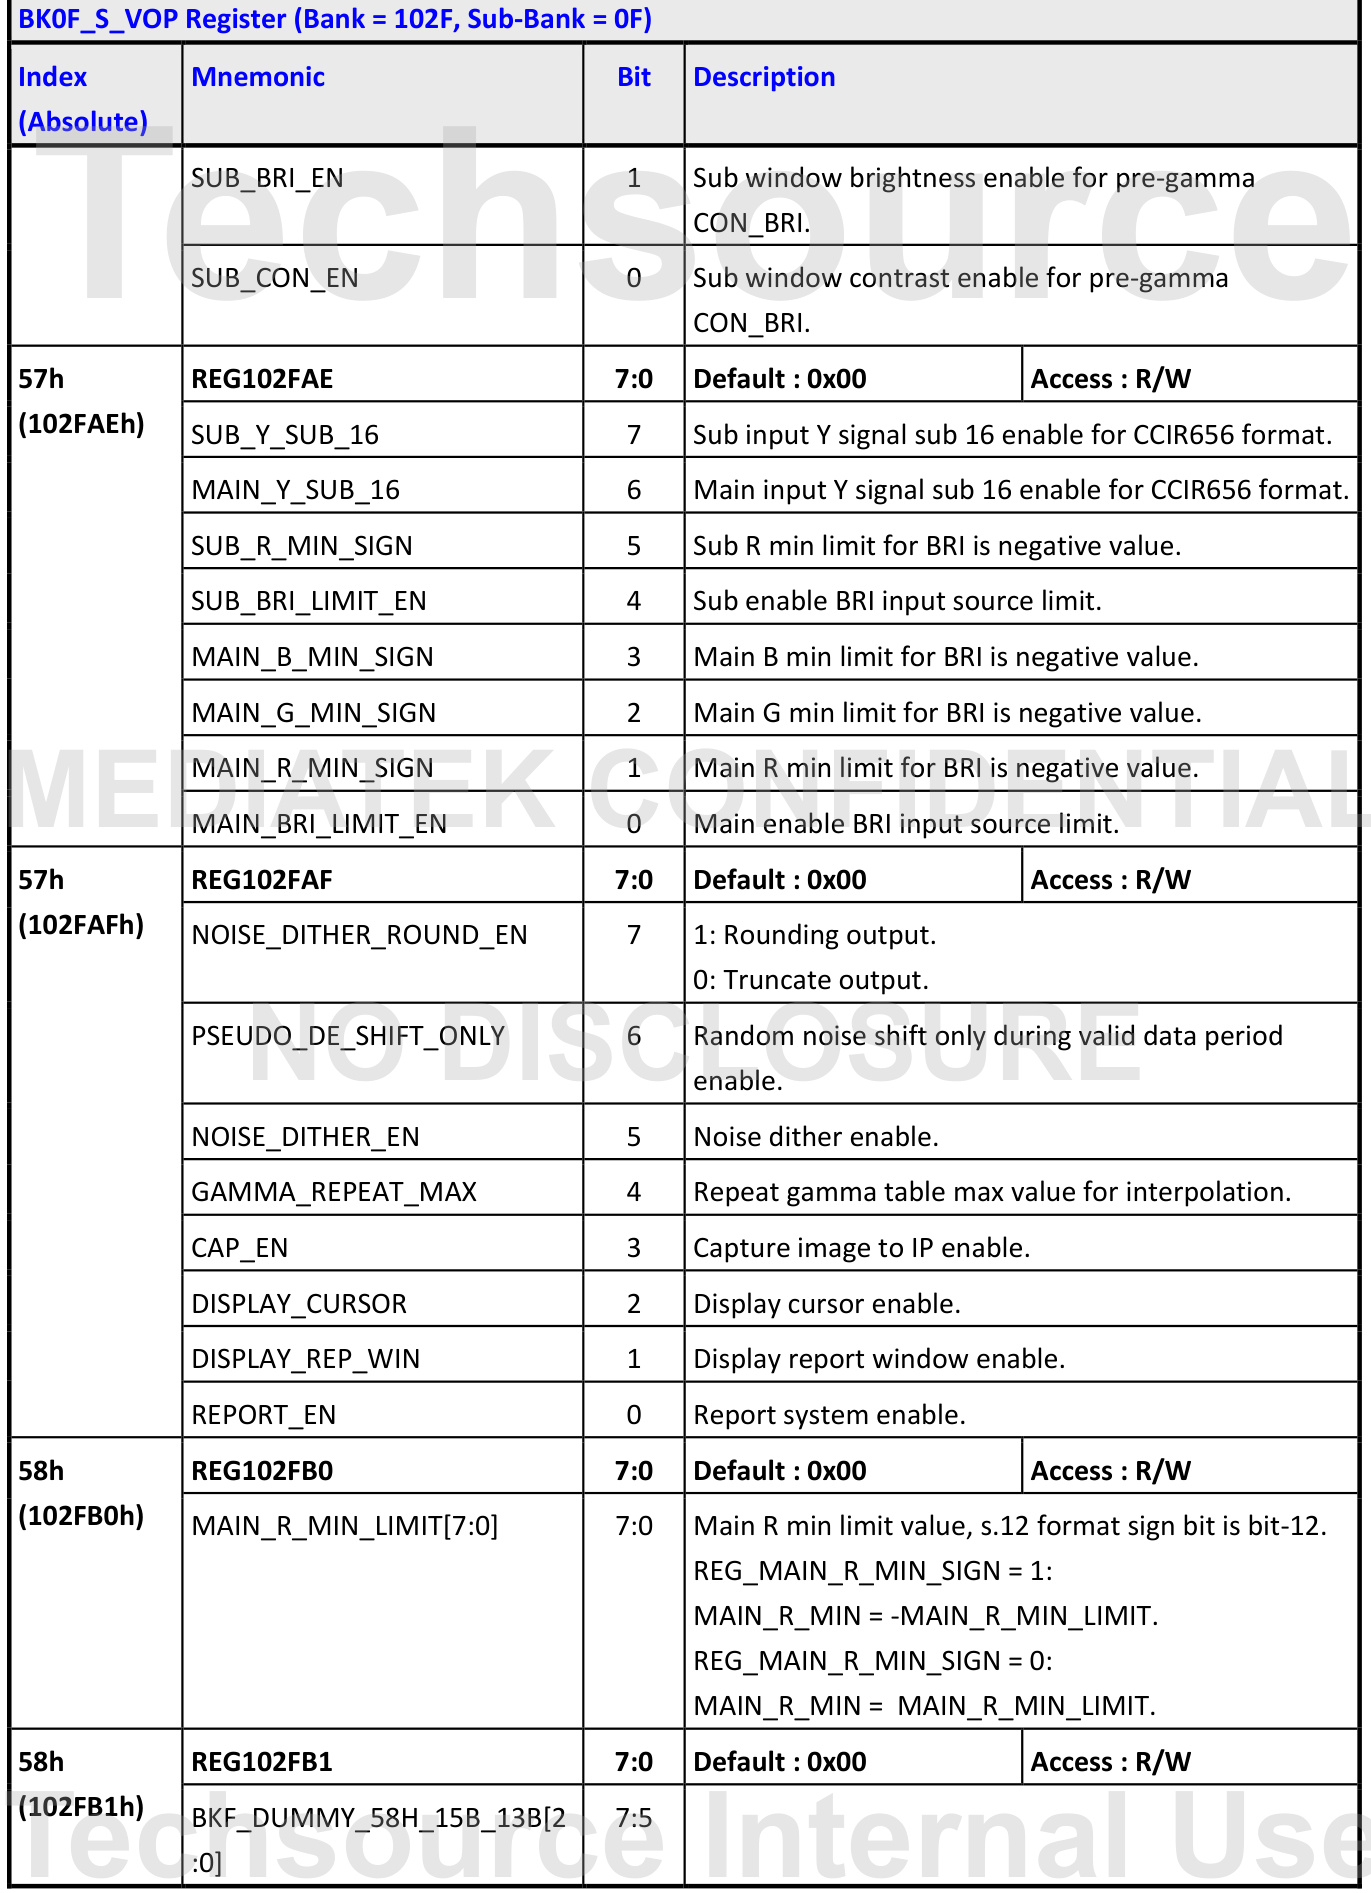 BK0F_S_VOP Register (Bank = 102F, Sub-Bank = 0F)
Index (Absolute) Mnemonic Bit Description
SUB_BRI_EN 1 Sub window brightness enable for pre-gamma
CON_BRI.
SUB_CON_EN 0 Sub window contrast enable for pre-gamma
CON_BRI.
57h (102FAEh) REG102FAE 7:0 Default : 0x00 Access : R/W
SUB_Y_SUB_16 7 Sub input Y signal sub 16 enable for CCIR656 format.
MAIN_Y_SUB_16 6 Main input Y signal sub 16 enable for CCIR656 format.
SUB_R_MIN_SIGN 5 Sub R min limit for BRI is negative value.
SUB_BRI_LIMIT_EN 4 Sub enable BRI input source limit.
MAIN_B_MIN_SIGN 3 Main B min limit for BRI is negative value.
MAIN_G_MIN_SIGN 2 Main G min limit for BRI is negative value.
MAIN_R_MIN_SIGN 1 Main R min limit for BRI is negative value.
MAIN_BRI_LIMIT_EN 0 Main enable BRI input source limit.
57h (102FAFh) REG102FAF 7:0 Default : 0x00 Access : R/W
NOISE_DITHER_ROUND_EN 7 1: Rounding output.
0: Truncate output.
PSEUDO_DE_SHIFT_ONLY 6 Random noise shift only during valid data period
enable.
NOISE_DITHER_EN 5 Noise dither enable.
GAMMA_REPEAT_MAX 4 Repeat gamma table max value for interpolation.
CAP_EN 3 Capture image to IP enable.
DISPLAY_CURSOR 2 Display cursor enable.
DISPLAY_REP_WIN 1 Display report window enable.
REPORT_EN 0 Report system enable.
58h (102FB0h) REG102FB0 7:0 Default : 0x00 Access : R/W
MAIN_R_MIN_LIMIT[7:0] 7:0 Main R min limit value, s.12 format sign bit is bit-12.
REG_MAIN_R_MIN_SIGN = 1:
MAIN_R_MIN = -MAIN_R_MIN_LIMIT.
REG_MAIN_R_MIN_SIGN = 0:
MAIN_R_MIN =  MAIN_R_MIN_LIMIT.
58h (102FB1h) REG102FB1 7:0 Default : 0x00 Access : R/W
BKF_DUMMY_58H_15B_13B[2 7:5
:0]
Techsource
MEDIATEK CONFIDENTIAL
NO DISCLOSURE
Techsource Internal Use